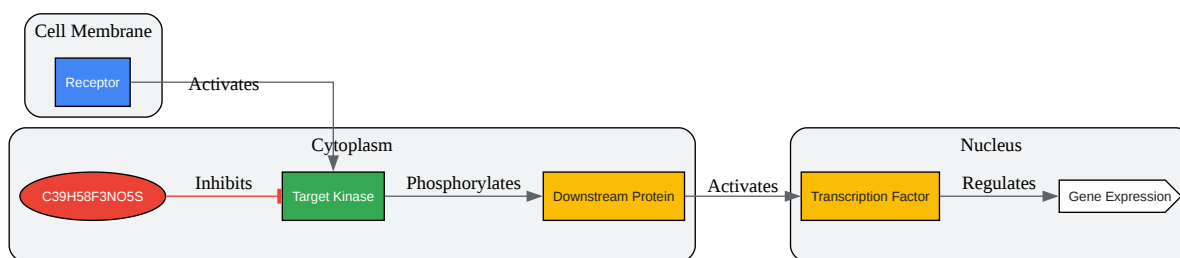 Cell Membrane
Receptor
Activates
Cytoplasm
Nucleus
C39H58F3NO5S
Inhibits
Target Kinase
Phosphorylates
Downstream Protein
Activates
Transcription Factor
Regulates
Gene Expression